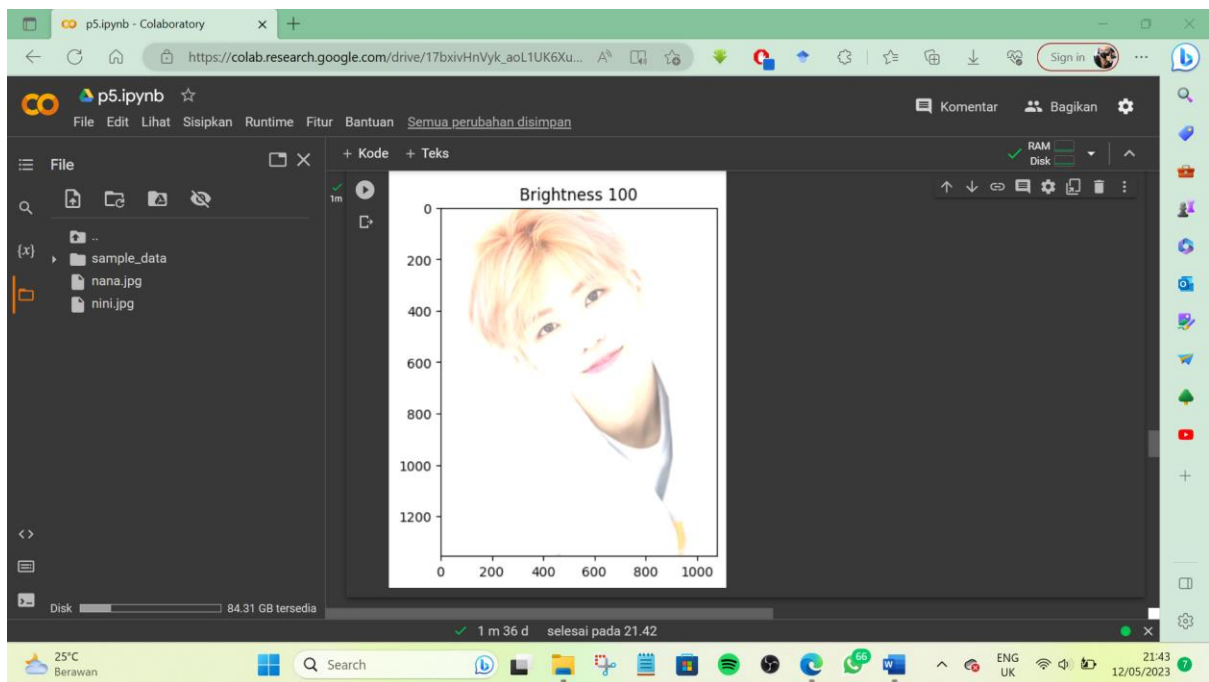 p5.ipynb - Colaboratory
https://colab.research.google.com/drive/17bxivHnVyk_aoL1UK6Xu...
Sign in
p5.ipynb
Komentar
Bagikan
File Edit Lihat Sisipkan Runtime Fitur Bantuan Semua perubahan disimpan
File
+ Kode + Teks
RAM
Disk
1m
{x}
..
sample_data
nana.jpg
nini.jpg
Brightness 100
0
200
400
600
800
1000
1200
0 200 400 600 800 1000
Disk 84.31 GB tersedia
1 m 36 d selesai pada 21.42
25°C
Berawan
Search
66
ENG
UK
21:43
12/05/2023
7